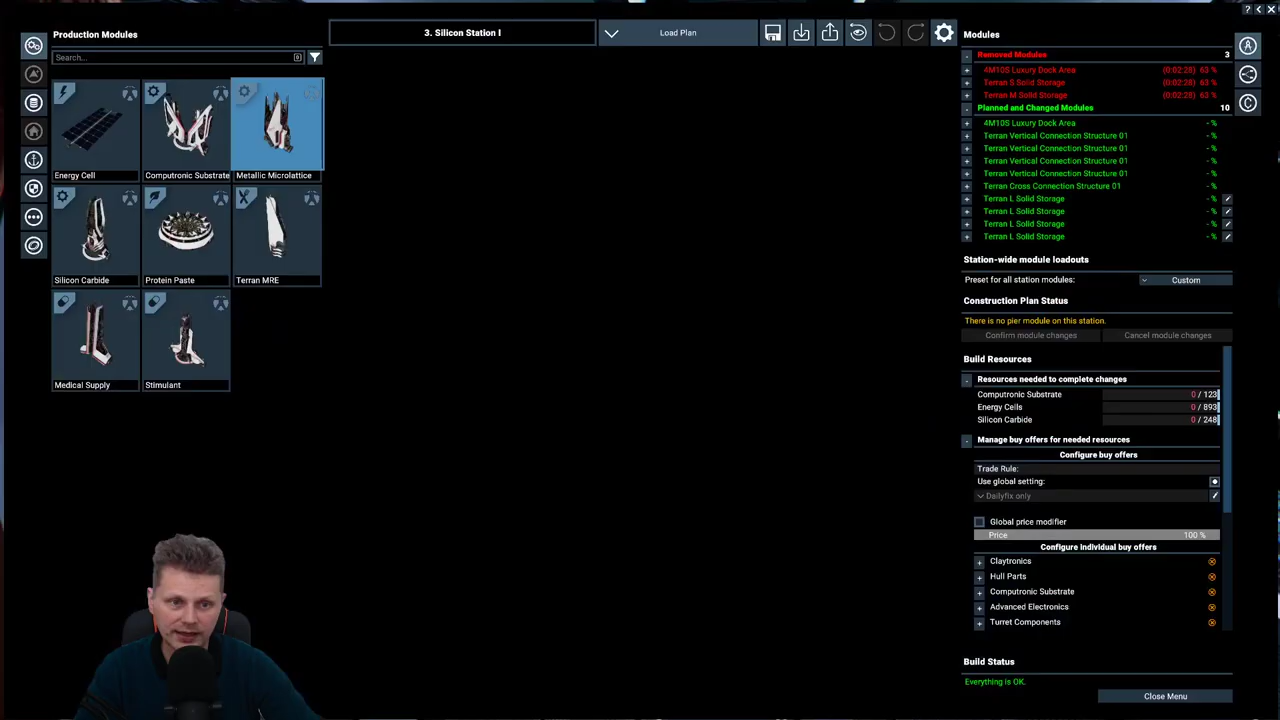 Production Modules
Search...
Energy Cell
Computronic Substrate
Metallic Microlattice
Silicon Carbide
Protein Paste
Terran MRE
Medical Supply
Stimulant
3. Silicon Station I
Load Plan
Modules
Removed Modules 3
4M10S Luxury Dock Area (0:02:28) 63 %
Terran S Solid Storage (0:02:28) 63 %
Terran M Solid Storage (0:02:28) 63 %
Planned and Changed Modules 10
4M10S Luxury Dock Area - %
Terran Vertical Connection Structure 01 - %
Terran Vertical Connection Structure 01 - %
Terran Vertical Connection Structure 01 - %
Terran Vertical Connection Structure 01 - %
Terran Cross Connection Structure 01 - %
Terran L Solid Storage - %
Terran L Solid Storage - %
Terran L Solid Storage - %
Terran L Solid Storage - %
Station-wide module loadouts
Preset for all station modules: Custom
Construction Plan Status
There is no pier module on this station.
Confirm module changes Cancel module changes
Build Resources
Resources needed to complete changes
Computronic Substrate 0 / 123
Energy Cells 0 / 893
Silicon Carbide 0 / 248
Manage buy offers for needed resources
Configure buy offers
Trade Rule:
Use global setting:
Dailyfix only
Global price modifier
Price 100 %
Configure individual buy offers
Claytronics
Hull Parts
Computronic Substrate
Advanced Electronics
Turret Components
Build Status
Everything is OK.
Close Menu